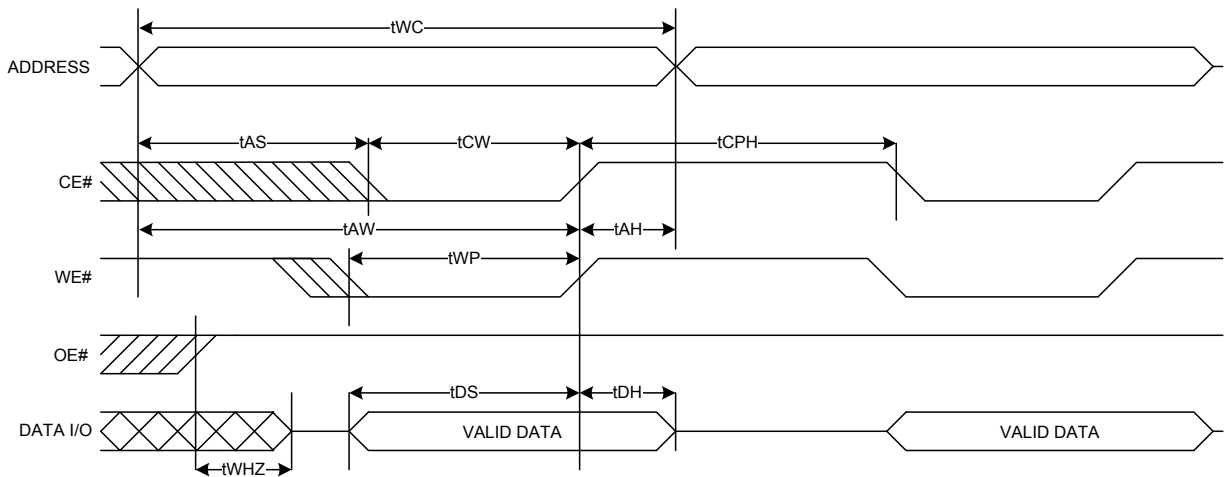 tWC
ADDRESS
tAS
tCW
tCPH
CE#
tAW
tAH
tWP
WE#
OE#
tDS
tDH
DATA I/O
VALID DATA
VALID DATA
tWHZ